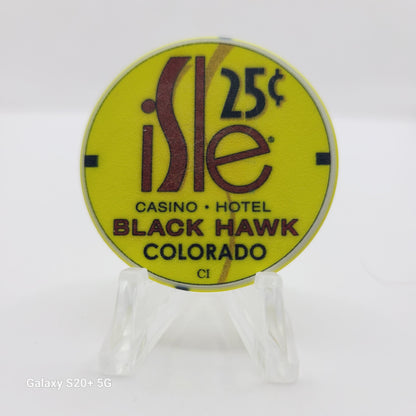 25¢
isle®
CASINO • HOTEL
BLACK HAWK
COLORADO
CI
Galaxy S20+ 5G